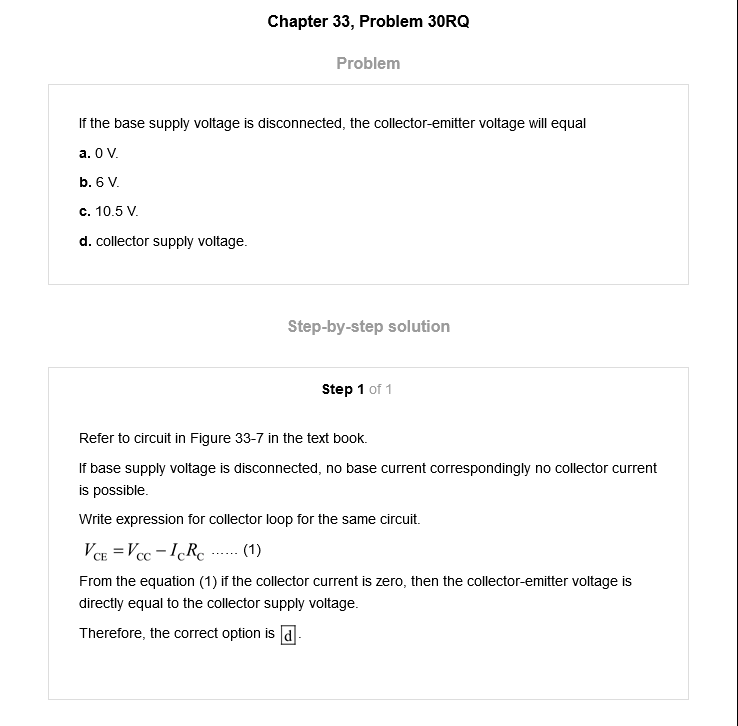 Chapter 33, Problem 30RQ
Problem
If the base supply voltage is disconnected, the collector-emitter voltage will equal
a. 0 V.
b. 6 V.
c. 10.5 V.
d. collector supply voltage.
Step-by-step solution
Step 1 of 1
Refer to circuit in Figure 33-7 in the text book.
If base supply voltage is disconnected, no base current correspondingly no collector current
is possible.
Write expression for collector loop for the same circuit.
V_CE = V_CC − I_C R_C ...... (1)
From the equation (1) if the collector current is zero, then the collector-emitter voltage is
directly equal to the collector supply voltage.
Therefore, the correct option is d.